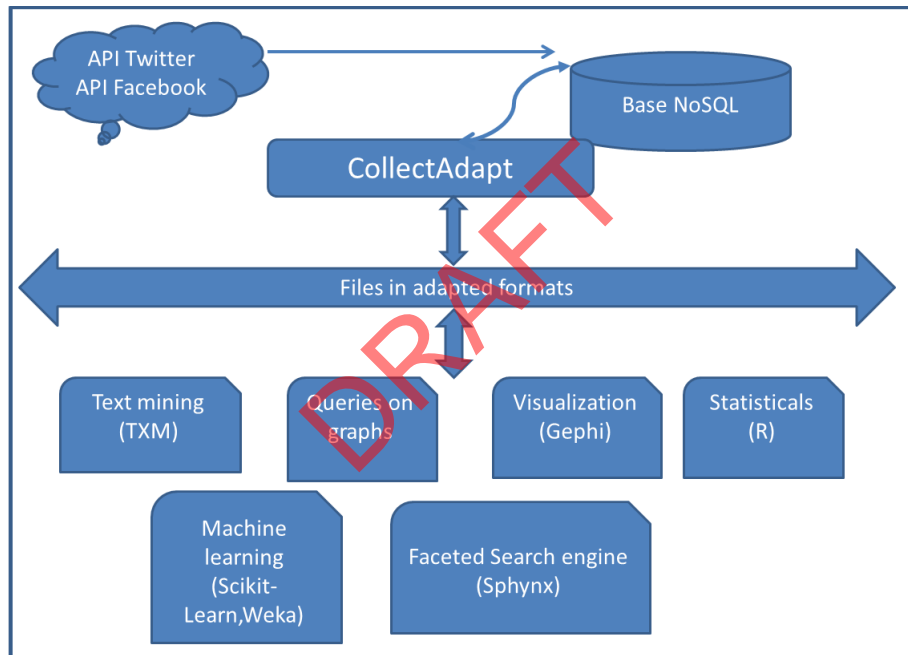 API Twitter
API Facebook
Base NoSQL
CollectAdapt
Files in adapted formats
Text mining
(TXM)
Queries on
graphs
Visualization
(Gephi)
Statisticals
(R)
Machine
learning
(Scikit-
Learn,Weka)
Faceted Search engine
(Sphynx)
DRAFT